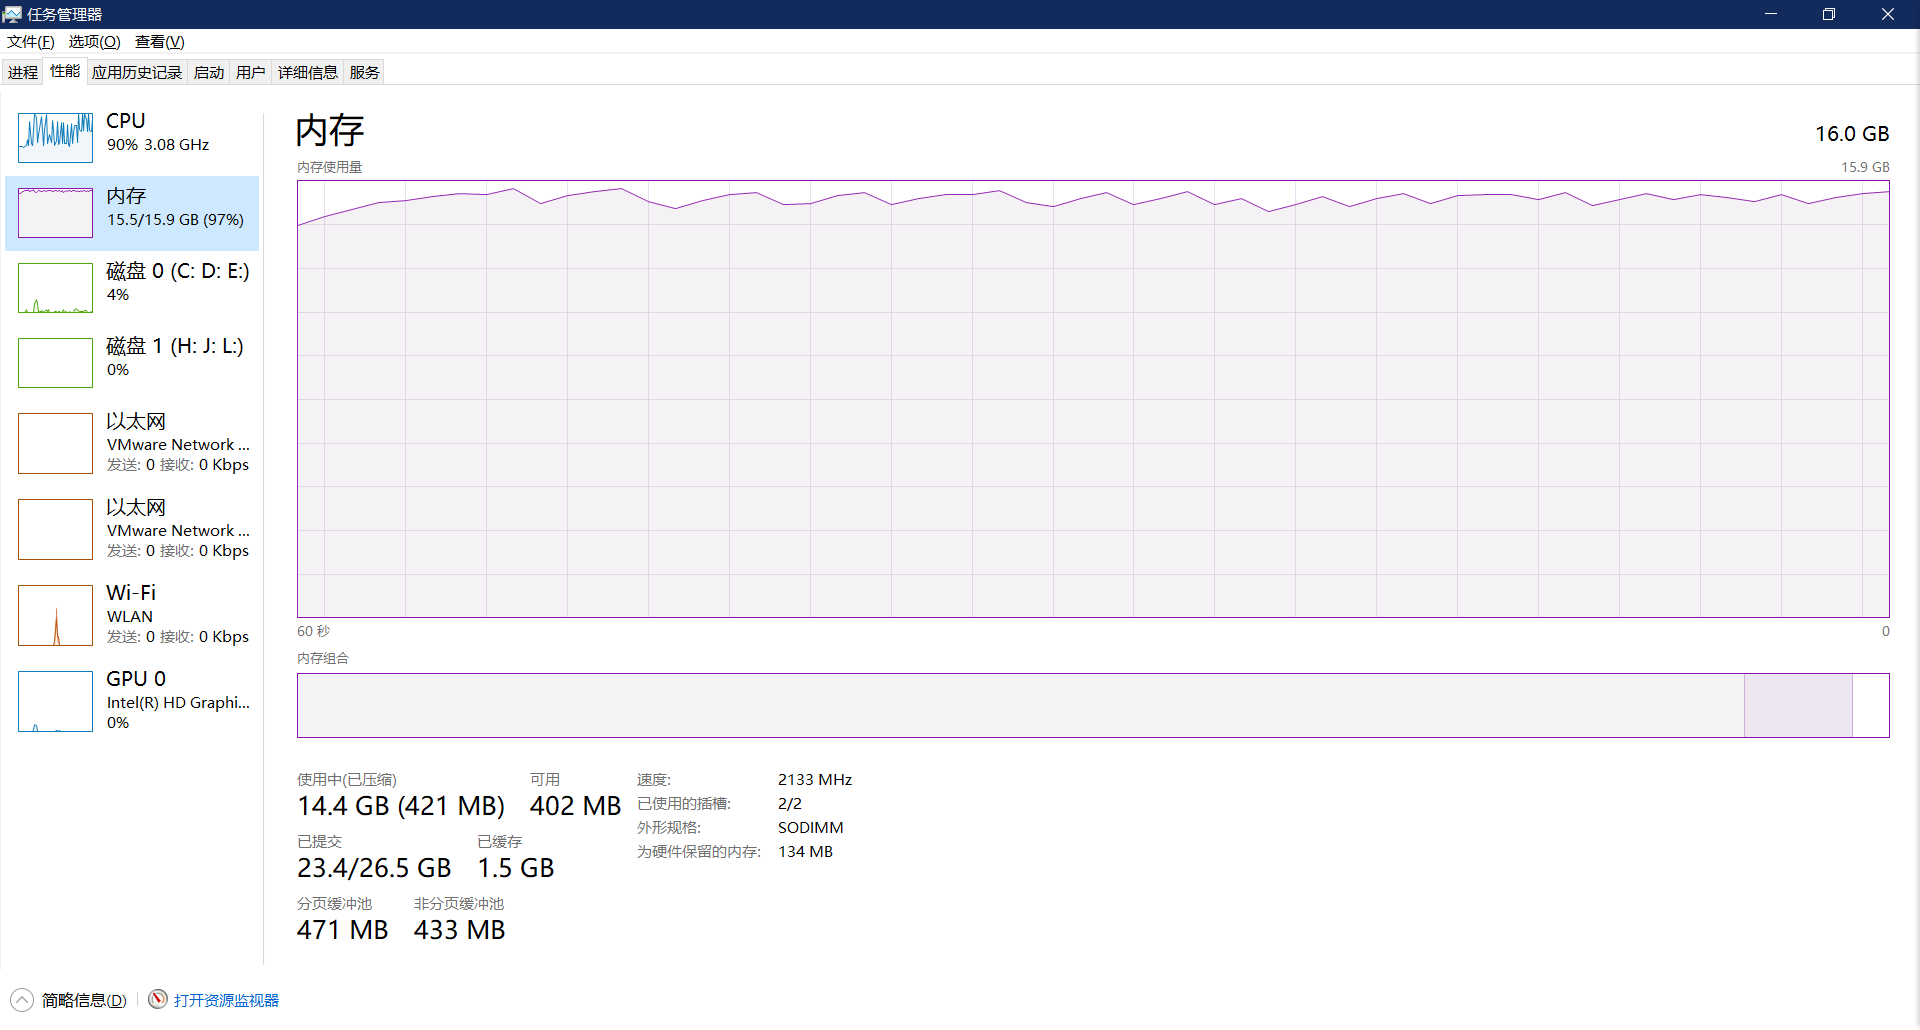 任务管理器
文件(F) 选项(O) 查看(V)
进程 性能 应用历史记录 启动 用户 详细信息 服务
CPU
90% 3.08 GHz
内存
15.5/15.9 GB (97%)
磁盘 0 (C: D: E:)
4%
磁盘 1 (H: J: L:)
0%
以太网
VMware Network ...
发送: 0 接收: 0 Kbps
以太网
VMware Network ...
发送: 0 接收: 0 Kbps
Wi-Fi
WLAN
发送: 0 接收: 0 Kbps
GPU 0
Intel(R) HD Graphi...
0%
内存
16.0 GB
内存使用量
15.9 GB
60 秒
0
内存组合
使用中(已压缩)
14.4 GB (421 MB)
可用
402 MB
已提交
23.4/26.5 GB
已缓存
1.5 GB
分页缓冲池
471 MB
非分页缓冲池
433 MB
速度: 2133 MHz
已使用的插槽: 2/2
外形规格: SODIMM
为硬件保留的内存: 134 MB
简略信息(D)
打开资源监视器